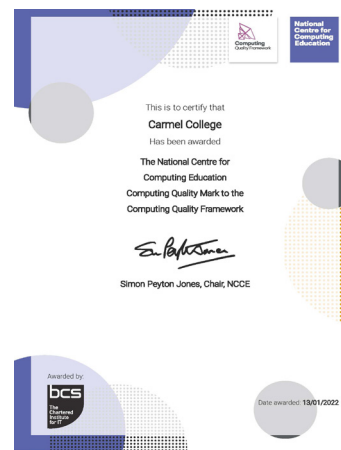 Computing
Quality Framework
National
Centre for
Computing
Education
This is to certify that
Carmel College
Has been awarded
The National Centre for
Computing Education
Computing Quality Mark to the
Computing Quality Framework
Simon Peyton Jones, Chair, NCCE
Awarded by:
bcs
The
Chartered
Institute
for IT
Date awarded: 13/01/2022